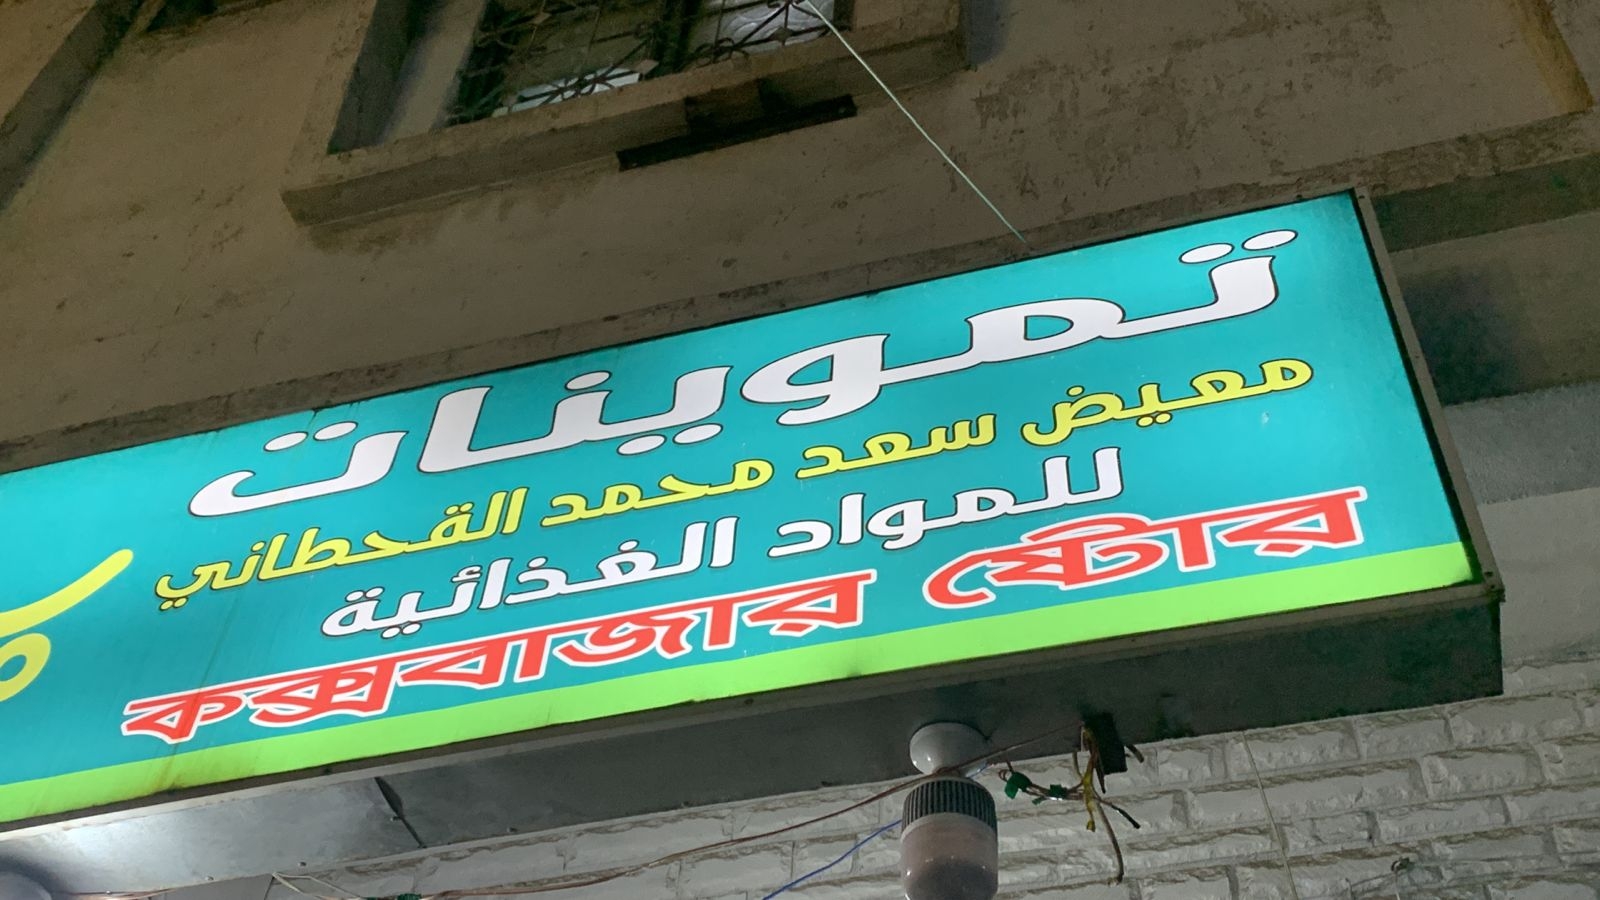 تموينات
معيض سعد محمد القحطاني
للمواد الغذائية
কক্সবাজার ষ্টোর